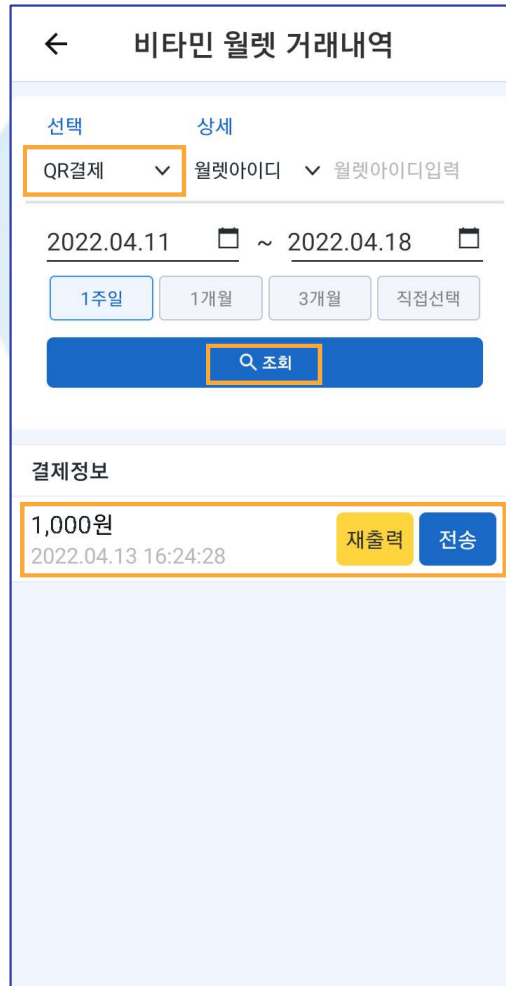 비타민 월렛 거래내역
선택 상세
QR결제 월렛아이디 월렛아이디입력
2022.04.11 ~ 2022.04.18
1주일 1개월 3개월 직접선택
조회
결제정보
1,000원
2022.04.13 16:24:28
재출력 전송